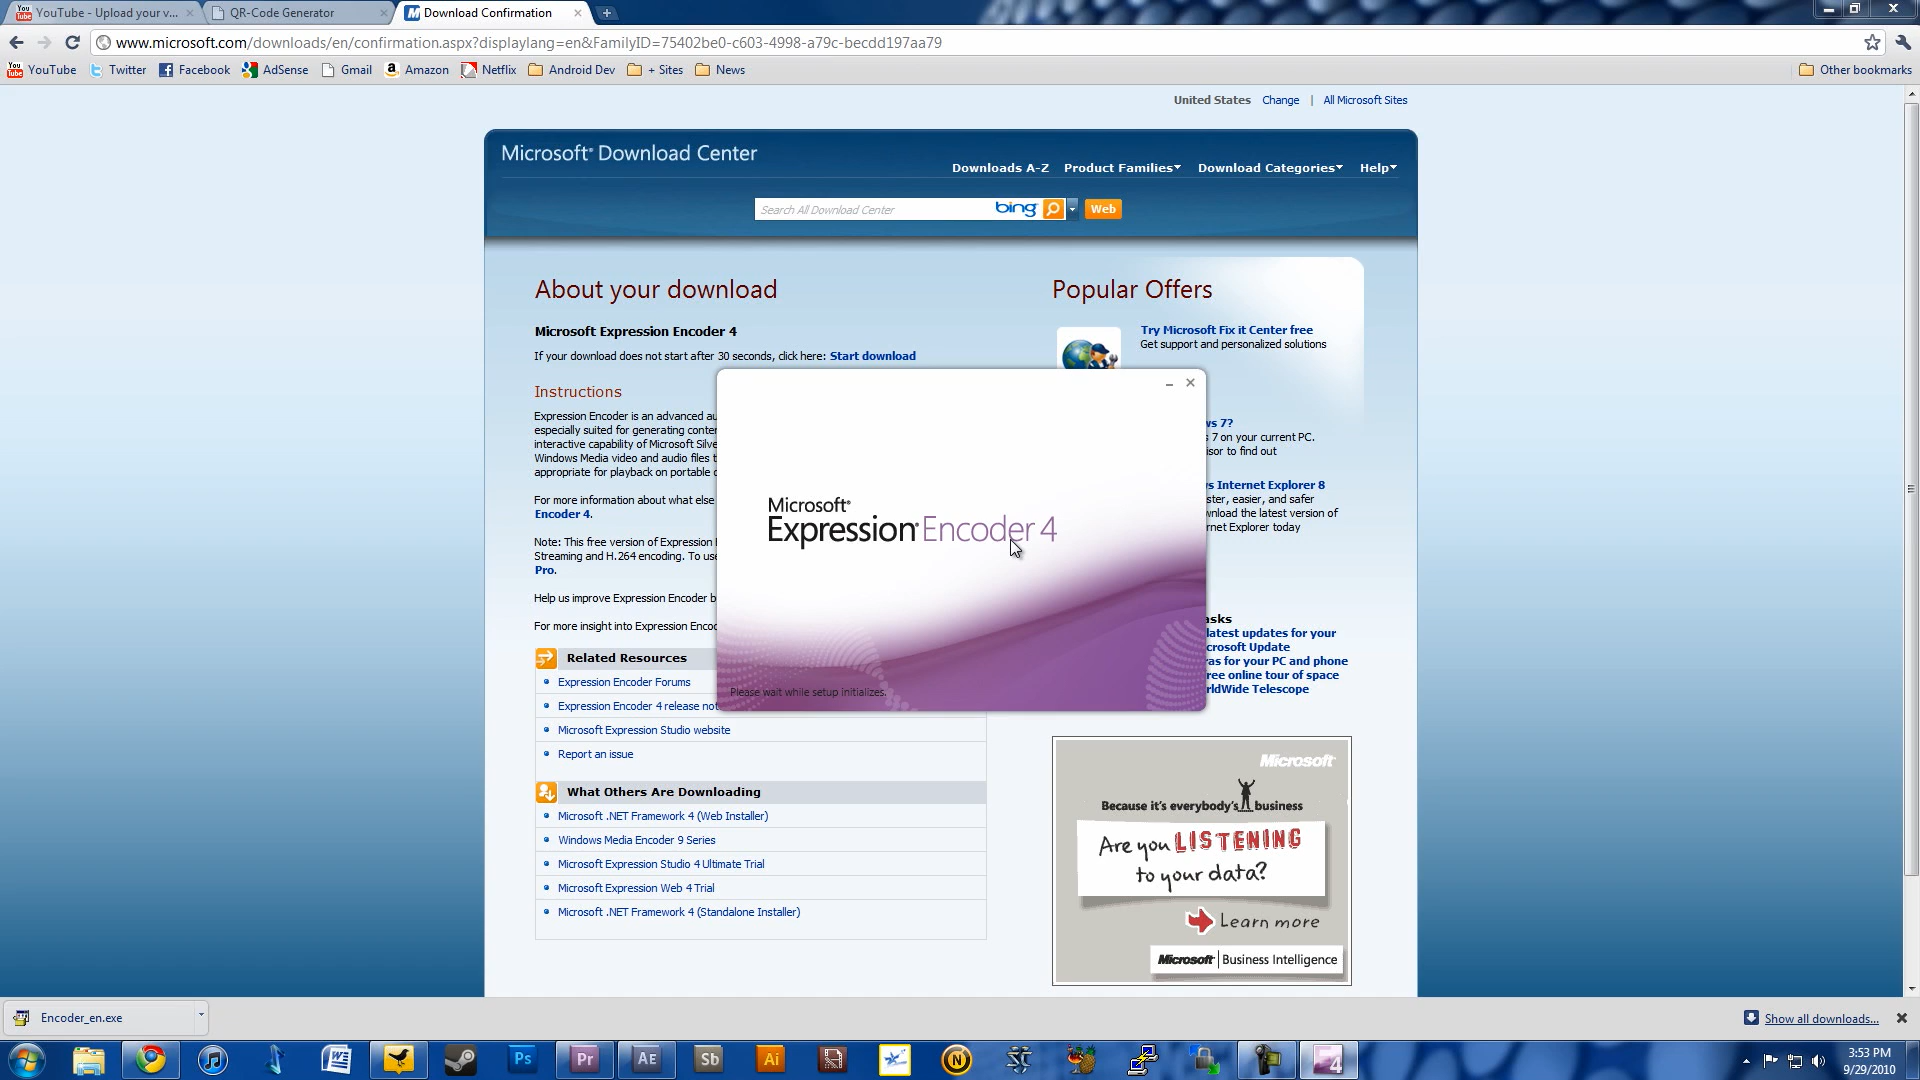 YouTube - Upload your v...
QR-Code Generator
Download Confirmation
www.microsoft.com/downloads/en/confirmation.aspx?displaylang=en&FamilyID=75402be0-c603-4998-a79c-becdd197aa79
YouTube
Twitter
Facebook
AdSense
Gmail
Amazon
Netflix
Android Dev
+ Sites
News
Other bookmarks
United States Change | All Microsoft Sites
Microsoft® Download Center
Downloads A-Z Product Families Download Categories Help
Search All Download Center bing Web
About your download
Microsoft Expression Encoder 4
If your download does not start after 30 seconds, click here: Start download
Instructions
Expression Encoder is an advanced au
especially suited for generating conter
interactive capability of Microsoft Silve
Windows Media video and audio files t
appropriate for playback on portable
For more information about what else
Encoder 4.
Note: This free version of Expression
Streaming and H.264 encoding. To use
Pro.
Help us improve Expression Encoder b
For more insight into Expression Encod
Related Resources
Expression Encoder Forums
Expression Encoder 4 release not
Microsoft Expression Studio website
Report an issue
What Others Are Downloading
Microsoft .NET Framework 4 (Web Installer)
Windows Media Encoder 9 Series
Microsoft Expression Studio 4 Ultimate Trial
Microsoft Expression Web 4 Trial
Microsoft .NET Framework 4 (Standalone Installer)
Microsoft®
Expression® Encoder 4
Please wait while setup initializes.
Popular Offers
Try Microsoft Fix it Center free
Get support and personalized solutions
ws 7?
s 7 on your current PC.
isor to find out
s Internet Explorer 8
ster, easier, and safer
wnload the latest version of
rnet Explorer today
asks
latest updates for your
crosoft Update
ras for your PC and phone
ree online tour of space
rldWide Telescope
Microsoft
Because it's everybody's business
Are you LISTENING
to your data?
Learn more
Microsoft | Business Intelligence
Encoder_en.exe
Show all downloads...
Ps
Pr
AE
Sb
Ai
N
4
3:53 PM
9/29/2010